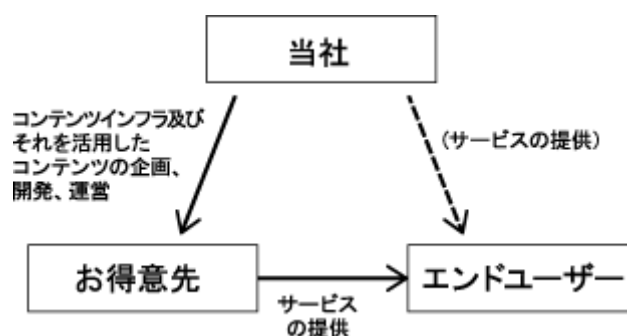 当社
コンテンツインフラ及び
それを活用した
コンテンツの企画、
開発、運営
(サービスの提供)
お得意先
サービス
の提供
エンドユーザー